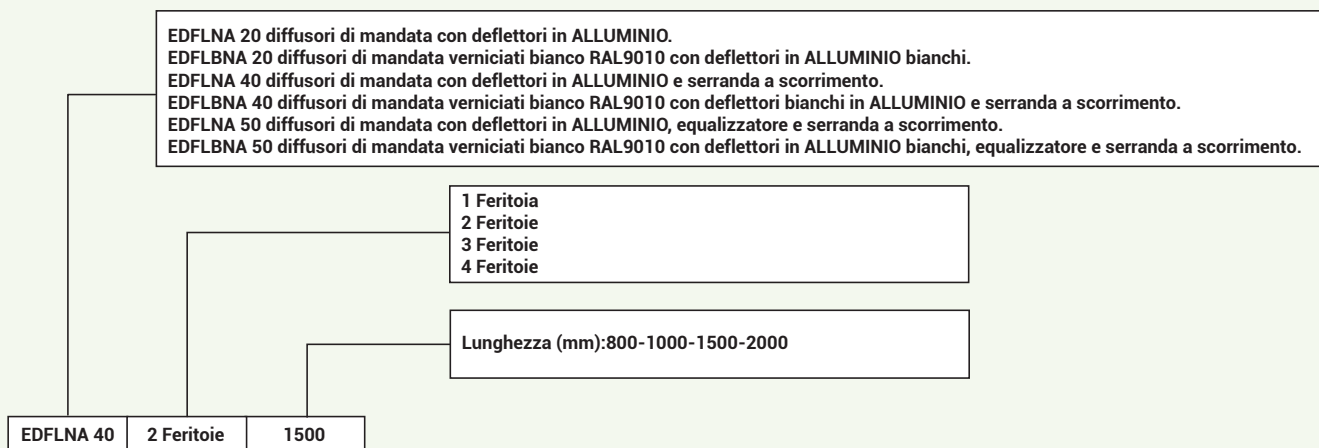 EDFLNA 20 diffusori di mandata con deflettori in ALLUMINIO.
EDFLBNA 20 diffusori di mandata verniciati bianco RAL9010 con deflettori in ALLUMINIO bianchi.
EDFLNA 40 diffusori di mandata con deflettori in ALLUMINIO e serranda a scorrimento.
EDFLBNA 40 diffusori di mandata verniciati bianco RAL9010 con deflettori bianchi in ALLUMINIO e serranda a scorrimento.
EDFLNA 50 diffusori di mandata con deflettori in ALLUMINIO, equalizzatore e serranda a scorrimento.
EDFLBNA 50 diffusori di mandata verniciati bianco RAL9010 con deflettori in ALLUMINIO bianchi, equalizzatore e serranda a scorrimento.
1 Feritoia
2 Feritoie
3 Feritoie
4 Feritoie
Lunghezza (mm):800-1000-1500-2000
EDFLNA 40 2 Feritoie 1500